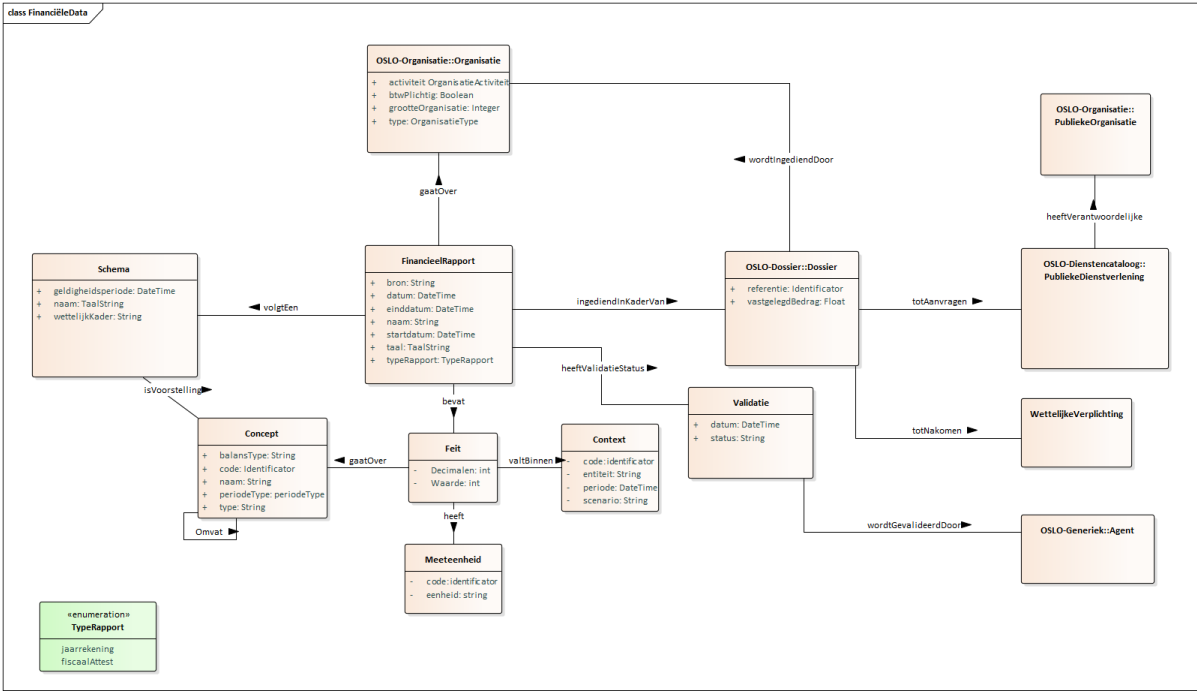 class FinanciëleData
OSLO-Organisatie::Organisatie
+ activiteit OrganisatieActiviteit
+ btwPlichtig: Boolean
+ grootteOrganisatie: Integer
+ type: OrganisatieType
OSLO-Organisatie::
PubliekeOrganisatie
wordtIngediendDoor
gaatOver
heeftVerantwoordelijke
Schema
+ geldigheidsperiode: DateTime
+ naam: TaalString
+ wettelijkKader: String
volgtEen
FinancieelRapport
+ bron: String
+ datum: DateTime
+ einddatum: DateTime
+ naam: String
+ startdatum: DateTime
+ taal: TaalString
+ typeRapport: TypeRapport
ingediendInKaderVan
OSLO-Dossier::Dossier
+ referentie: Identificator
+ vastgelegdBedrag: Float
totAanvragen
OSLO-Dienstencataloog::
PubliekeDienstverlening
heeftValidatieStatus
isVoorstelling
bevat
Validatie
+ datum: DateTime
+ status: String
totNakomen
WettelijkeVerplichting
Concept
+ balansType: String
+ code: Identificator
+ naam: String
+ periodeType: periodeType
+ type: String
Omvat
gaatOver
Feit
- Decimalen: int
- Waarde: int
valtBinnen
Context
- code:identificator
- entiteit: String
- periode: DateTime
- scenario: String
heeft
wordtGevalideerdDoor
OSLO-Generiek::Agent
Meeteenheid
- code:identificator
- eenheid: string
«enumeration»
TypeRapport
jaarrekening
fiscaalAttest